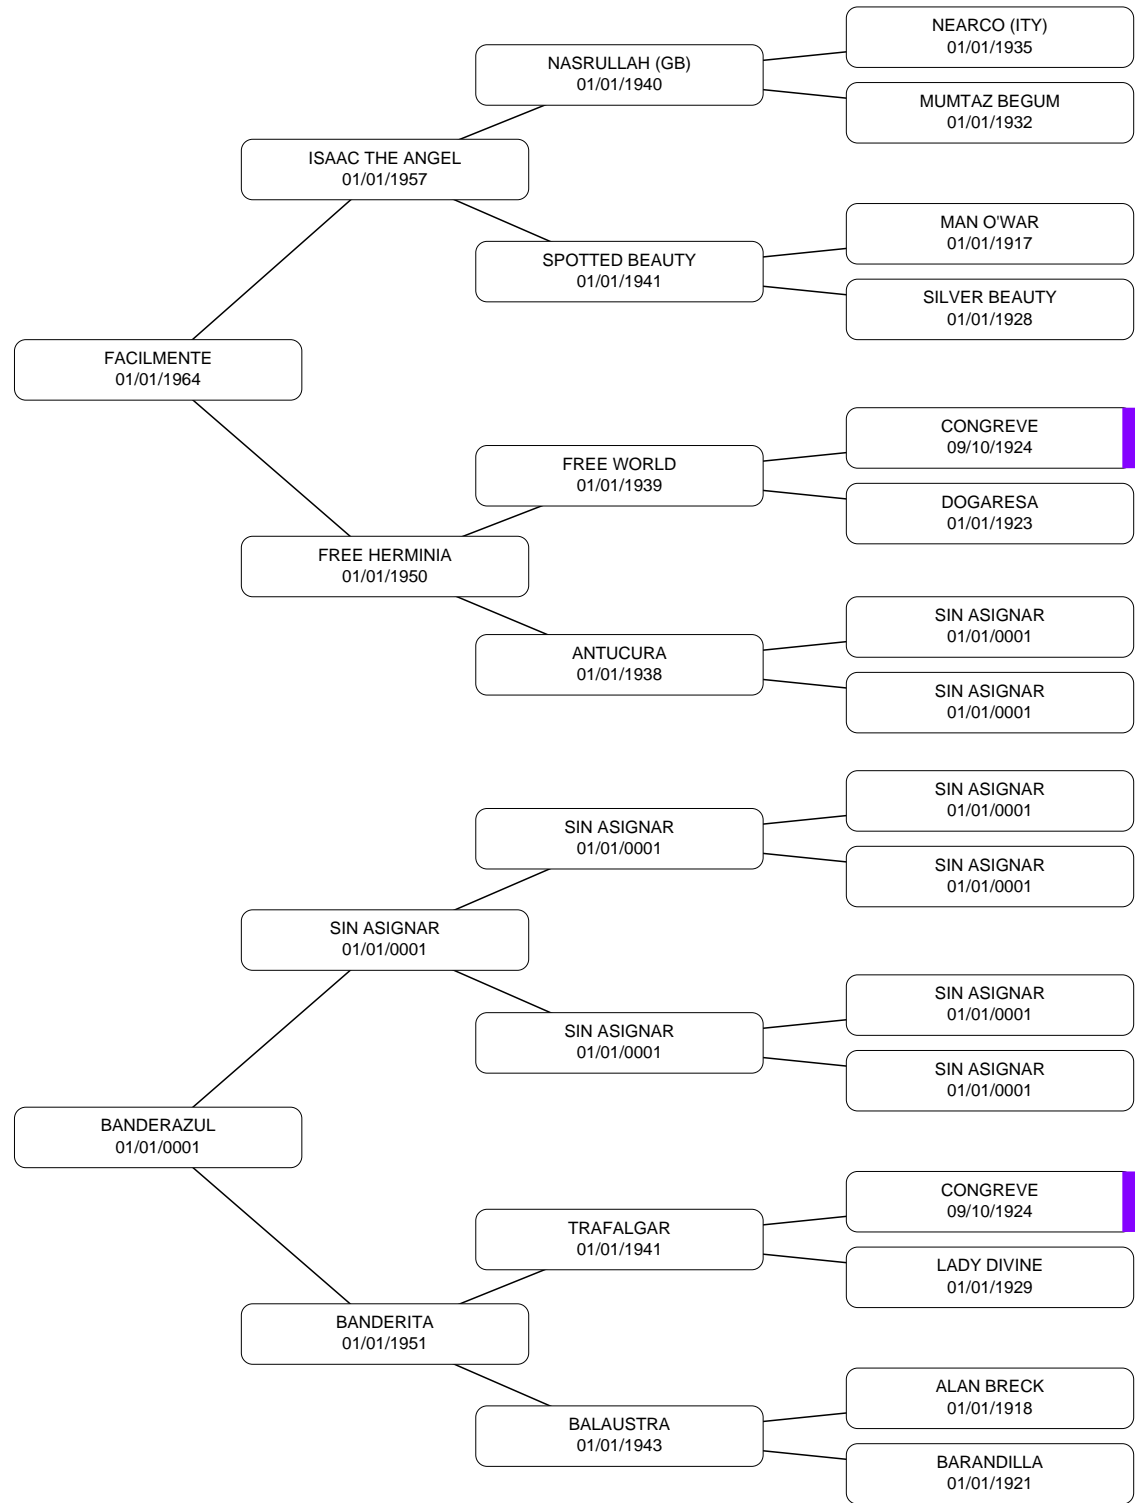 NEARCO (ITY)
01/01/1935
NASRULLAH (GB)
01/01/1940
MUMTAZ BEGUM
01/01/1932
ISAAC THE ANGEL
01/01/1957
MAN O'WAR
01/01/1917
SPOTTED BEAUTY
01/01/1941
SILVER BEAUTY
01/01/1928
FACILMENTE
01/01/1964
CONGREVE
09/10/1924
FREE WORLD
01/01/1939
DOGARESA
01/01/1923
FREE HERMINIA
01/01/1950
SIN ASIGNAR
01/01/0001
ANTUCURA
01/01/1938
SIN ASIGNAR
01/01/0001
SIN ASIGNAR
01/01/0001
SIN ASIGNAR
01/01/0001
SIN ASIGNAR
01/01/0001
SIN ASIGNAR
01/01/0001
SIN ASIGNAR
01/01/0001
SIN ASIGNAR
01/01/0001
SIN ASIGNAR
01/01/0001
BANDERAZUL
01/01/0001
CONGREVE
09/10/1924
TRAFALGAR
01/01/1941
LADY DIVINE
01/01/1929
BANDERITA
01/01/1951
ALAN BRECK
01/01/1918
BALAUSTRA
01/01/1943
BARANDILLA
01/01/1921